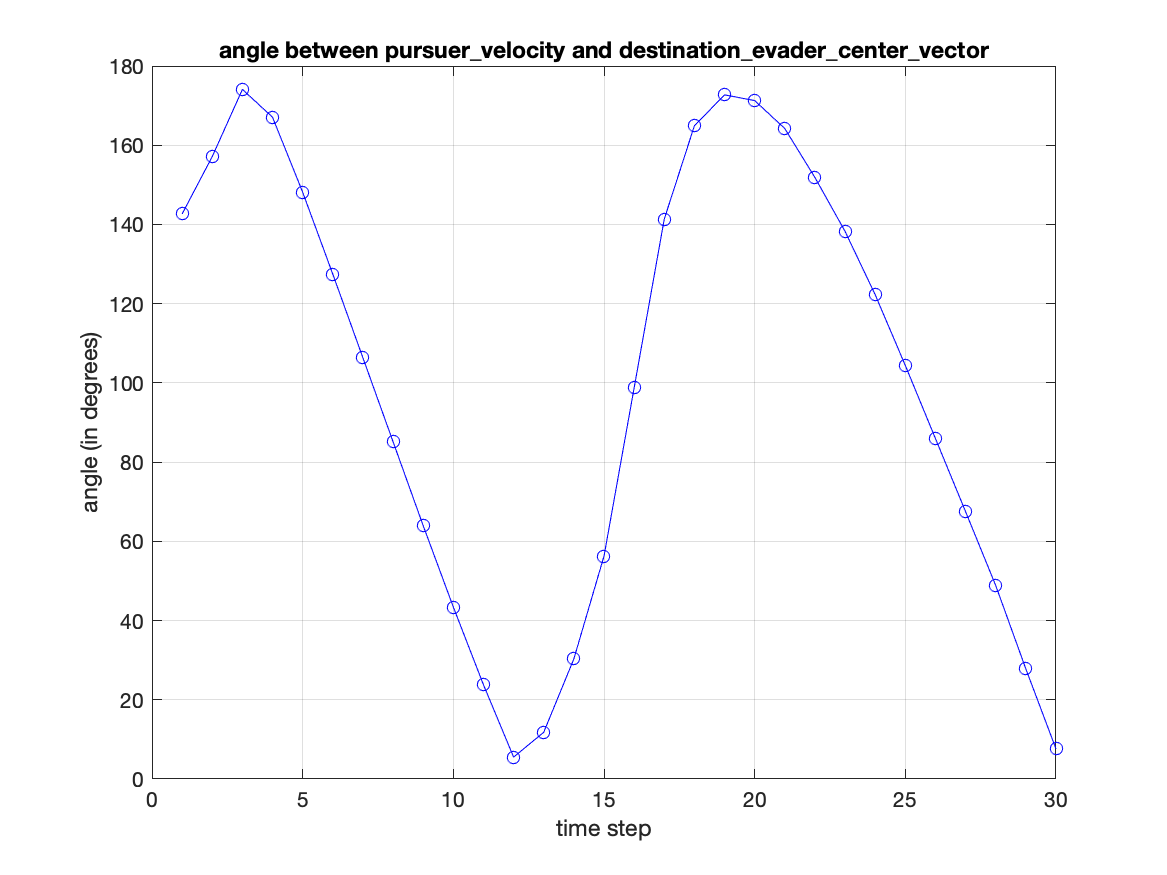 angle between pursuer_velocity and destination_evader_center_vector
180
160
140
120
100
80
60
40
20
0
angle (in degrees)
0 5 10 15 20 25 30
time step